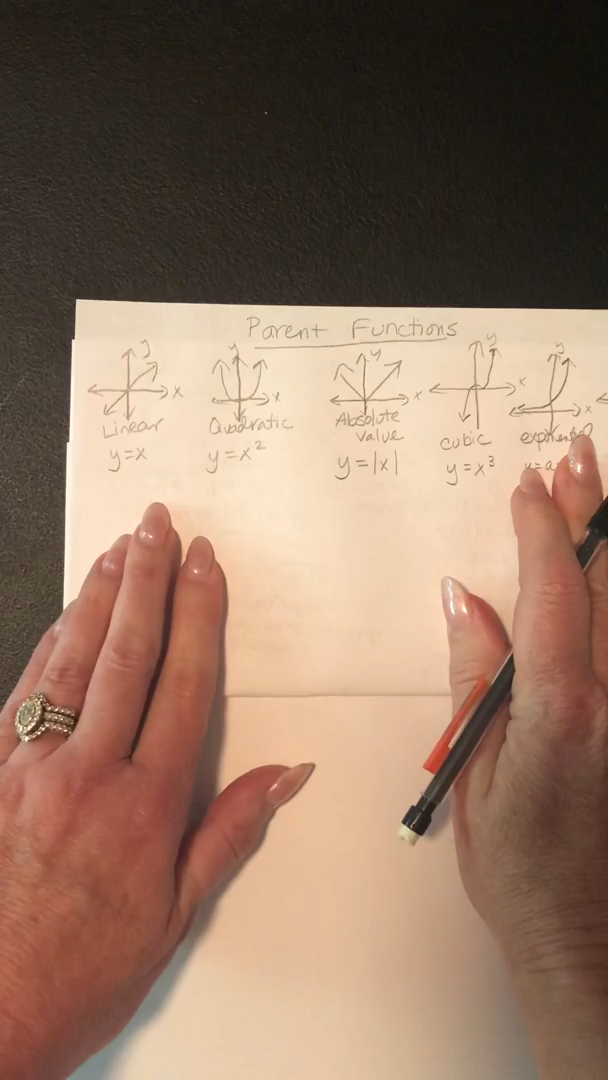 Parent Functions
y x
Linear
y=x
y x
Quadratic
y=x²
y x
Absolute
value
y=|x|
y x
cubic
y=x³
y x